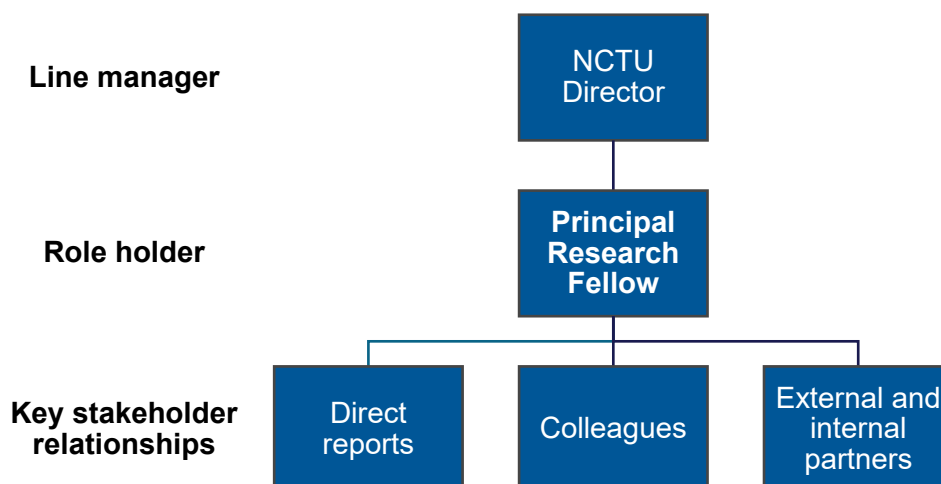 Line manager
NCTU
Director
Role holder
Principal
Research
Fellow
Key stakeholder
relationships
Direct
reports
Colleagues
External and
internal
partners